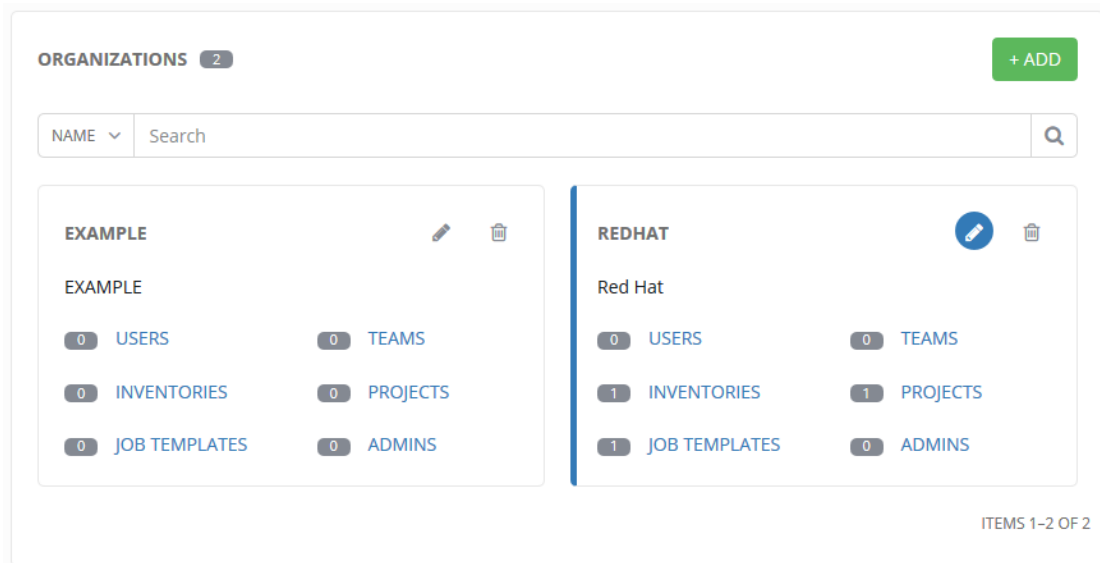 ORGANIZATIONS 2
+ ADD
NAME Search
EXAMPLE
EXAMPLE
0 USERS 0 TEAMS
0 INVENTORIES 0 PROJECTS
0 JOB TEMPLATES 0 ADMINS
REDHAT
Red Hat
0 USERS 0 TEAMS
1 INVENTORIES 1 PROJECTS
1 JOB TEMPLATES 0 ADMINS
ITEMS 1–2 OF 2